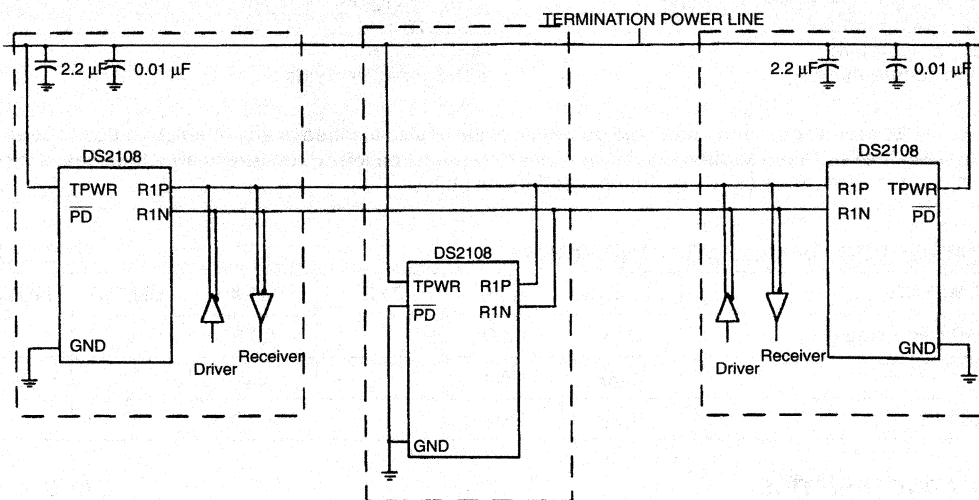 TERMINATION POWER LINE
2.2 µF 0.01 µF
2.2 µF 0.01 µF
DS2108
TPWR R1P
PD R1N
GND
Driver
Receiver
DS2108
TPWR R1P
PD R1N
GND
DS2108
R1P TPWR
R1N PD
GND
Driver
Receiver